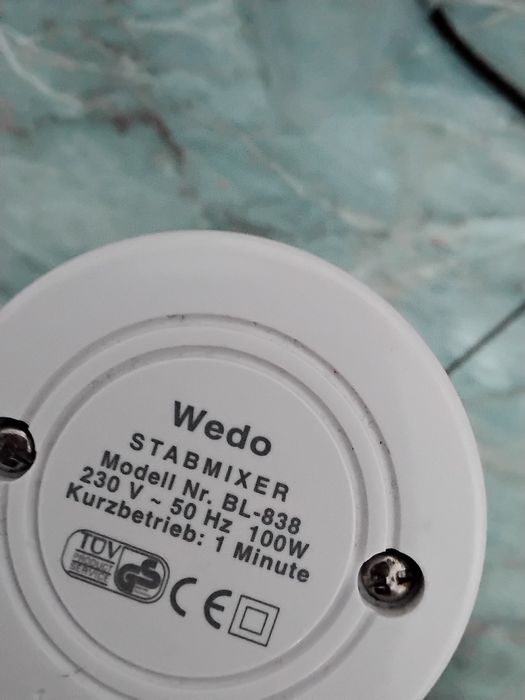 Wedo
STABMIXER
Modell Nr. BL-838
230 V ~ 50 Hz 100W
Kurzbetrieb: 1 Minute
TÜV
PRODUCT
SERVICE
GS
CE